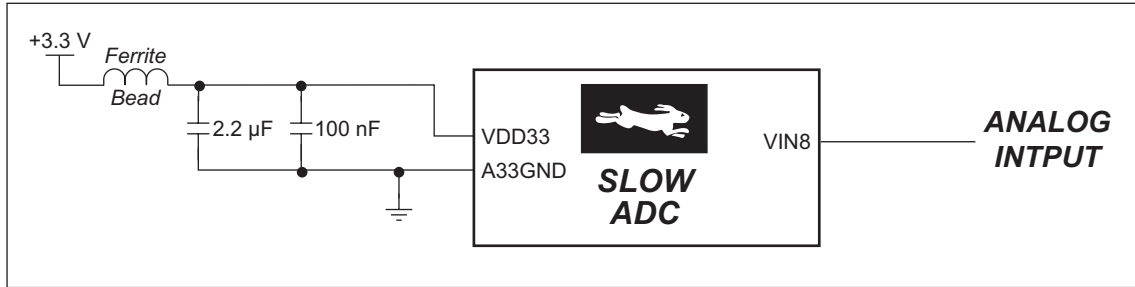 +3.3 V
Ferrite
Bead
2.2 µF
100 nF
VDD33
A33GND
SLOW
ADC
VIN8
ANALOG
INTPUT